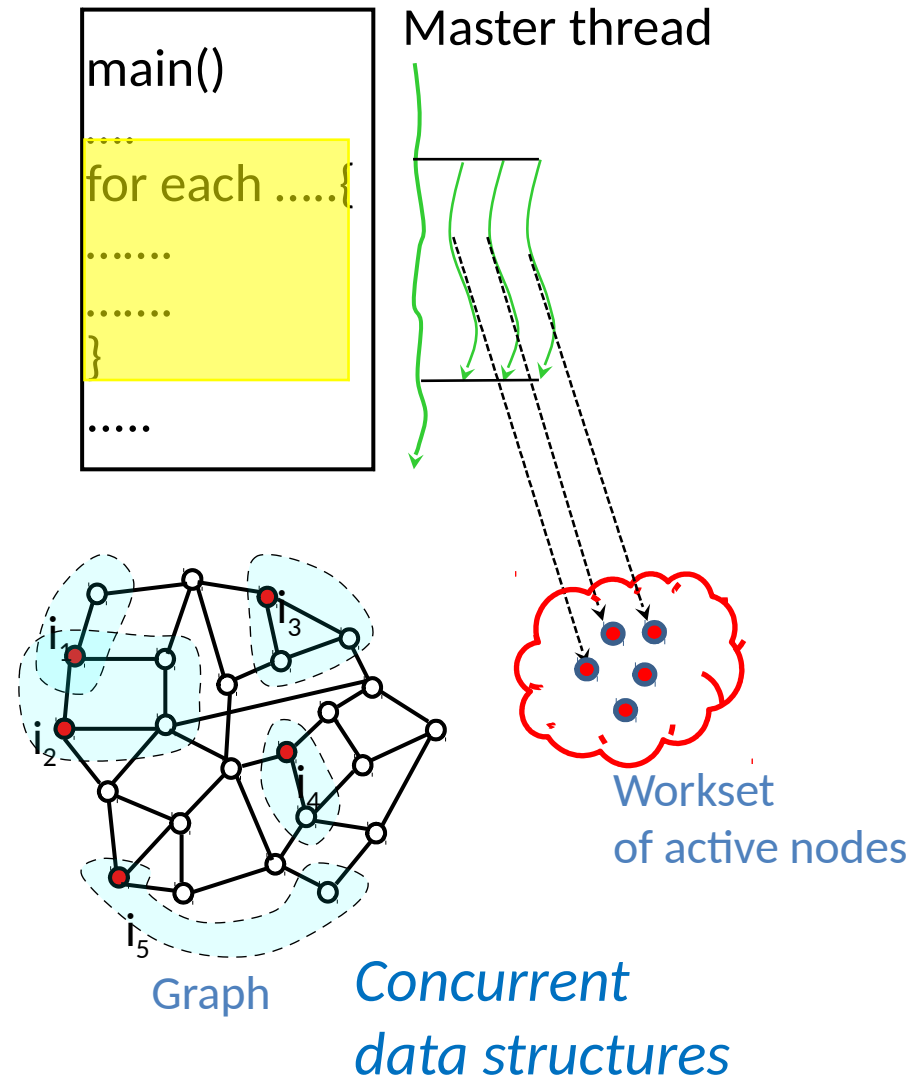 main()
....
for each .....{
.......
.......
}
.....
Master thread
i1
i2
i3
i4
i5
Graph
Workset
of active nodes
Concurrent
data structures